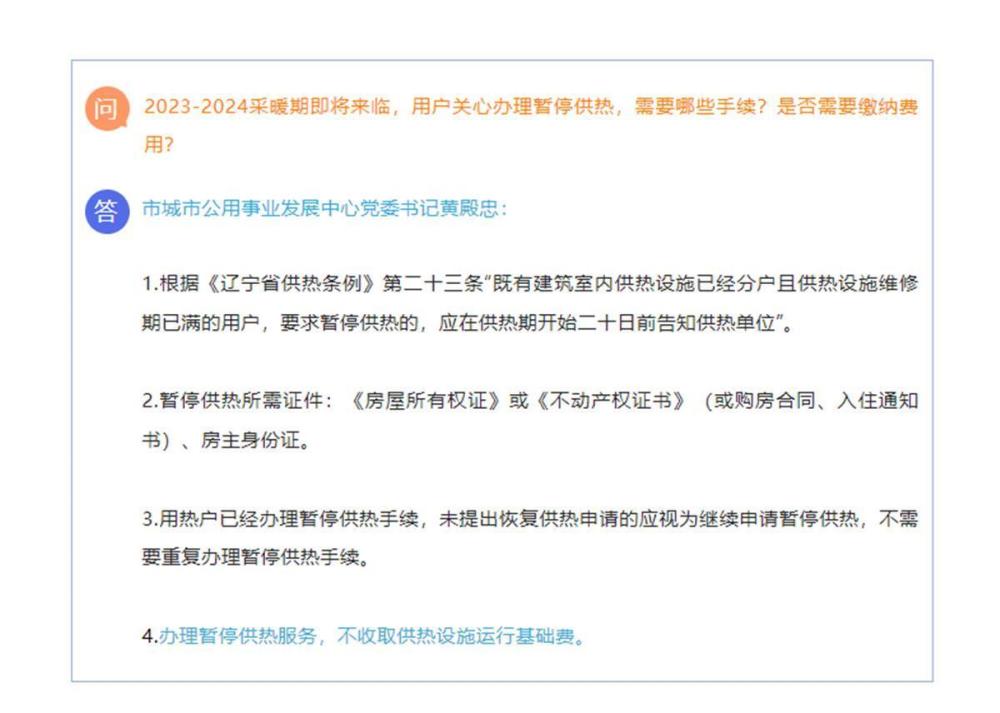 问
2023-2024采暖期即将来临，用户关心办理暂停供热，需要哪些手续？是否需要缴纳费
用？
答
市城市公用事业发展中心党委书记黄殿忠：
1.根据《辽宁省供热条例》第二十三条“既有建筑室内供热设施已经分户且供热设施维修
期已满的用户，要求暂停供热的，应在供热期开始二十日前告知供热单位”。
2.暂停供热所需证件：《房屋所有权证》或《不动产权证书》（或购房合同、入住通知
书）、房主身份证。
3.用热户已经办理暂停供热手续，未提出恢复供热申请的应视为继续申请暂停供热，不需
要重复办理暂停供热手续。
4.办理暂停供热服务，不收取供热设施运行基础费。